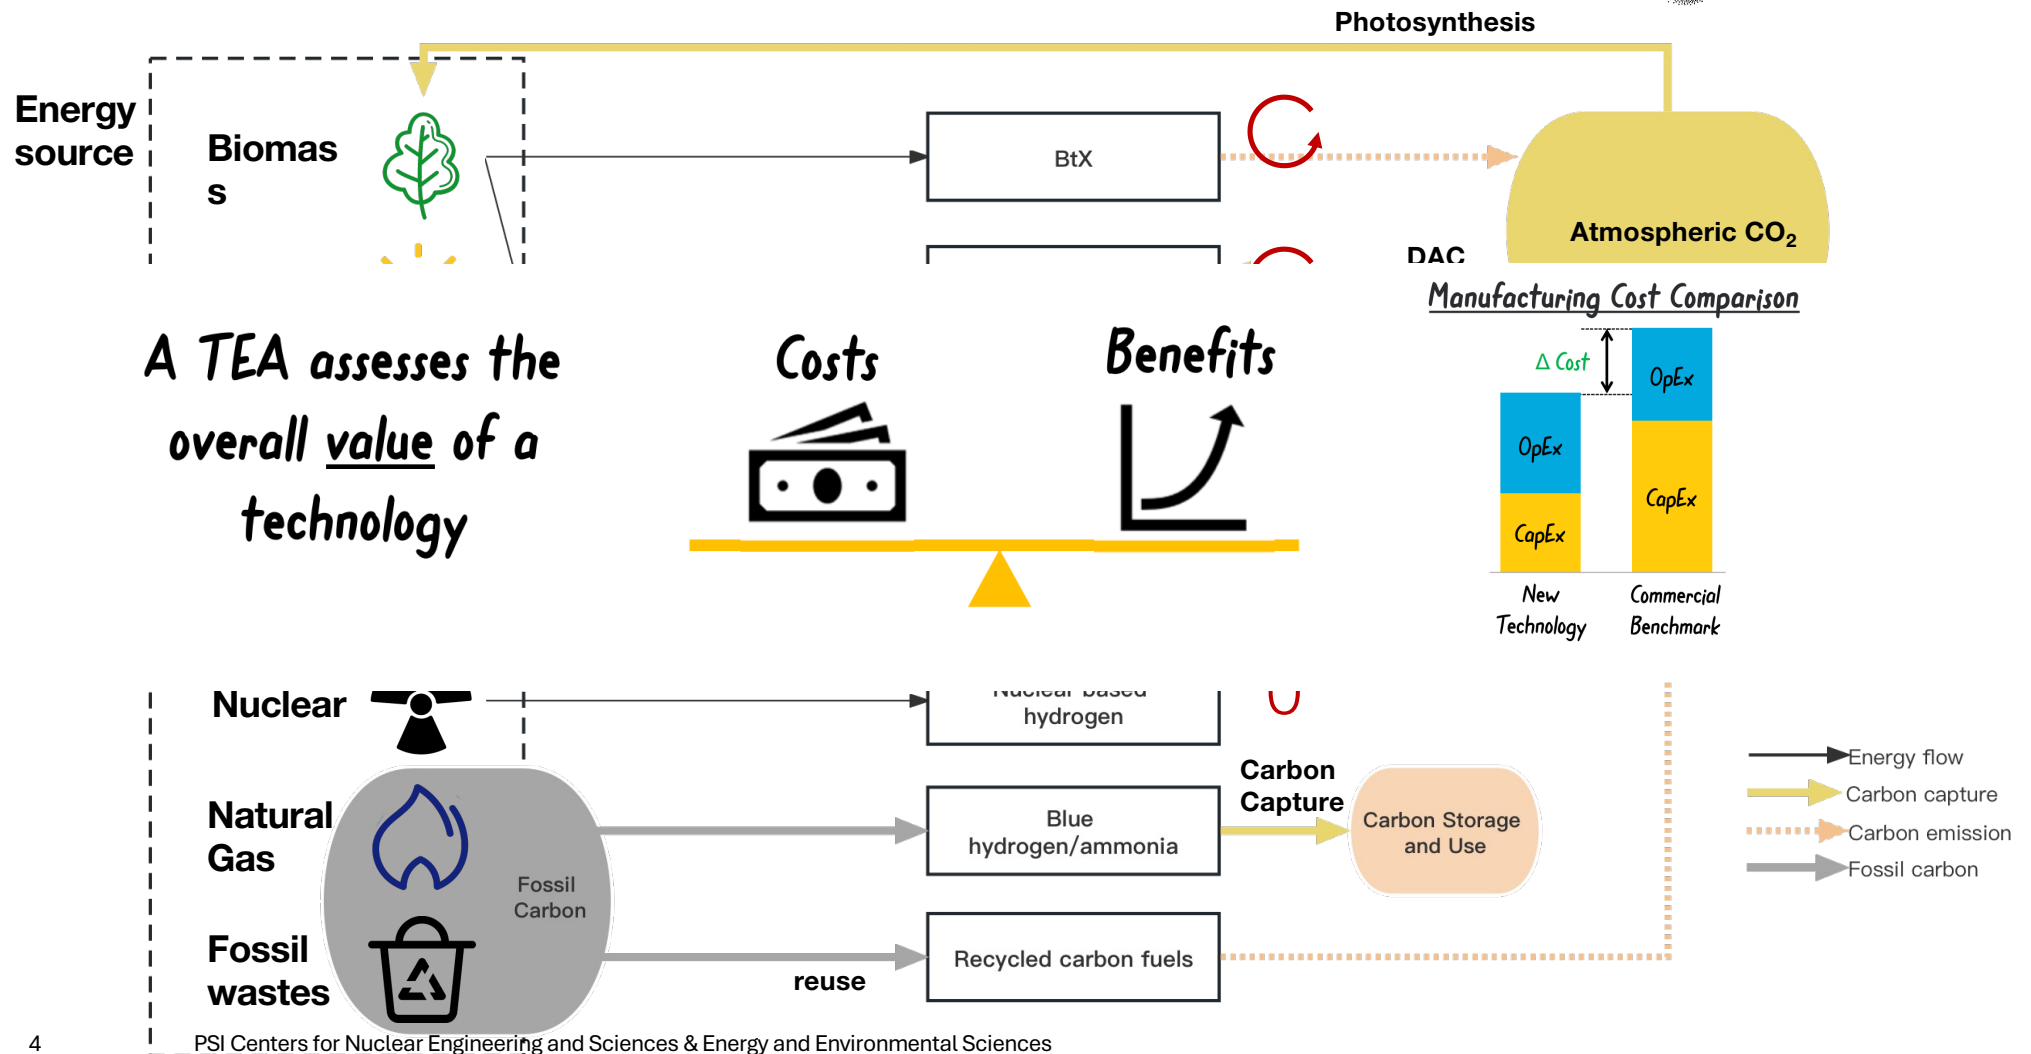 Photosynthesis
Energy
source
Biomas
s
BtX
Atmospheric CO₂
DAC
Manufacturing Cost Comparison
A TEA assesses the
overall value of a
technology
Costs
Benefits
Δ Cost
OpEx
OpEx
CapEx
CapEx
New
Technology
Commercial
Benchmark
Nuclear
Nuclear based
hydrogen
Natural
Gas
Fossil
Carbon
Blue
hydrogen/ammonia
Carbon
Capture
Carbon Storage
and Use
Energy flow
Carbon capture
Carbon emission
Fossil carbon
Fossil
wastes
reuse
Recycled carbon fuels
4
PSI Centers for Nuclear Engineering and Sciences & Energy and Environmental Sciences